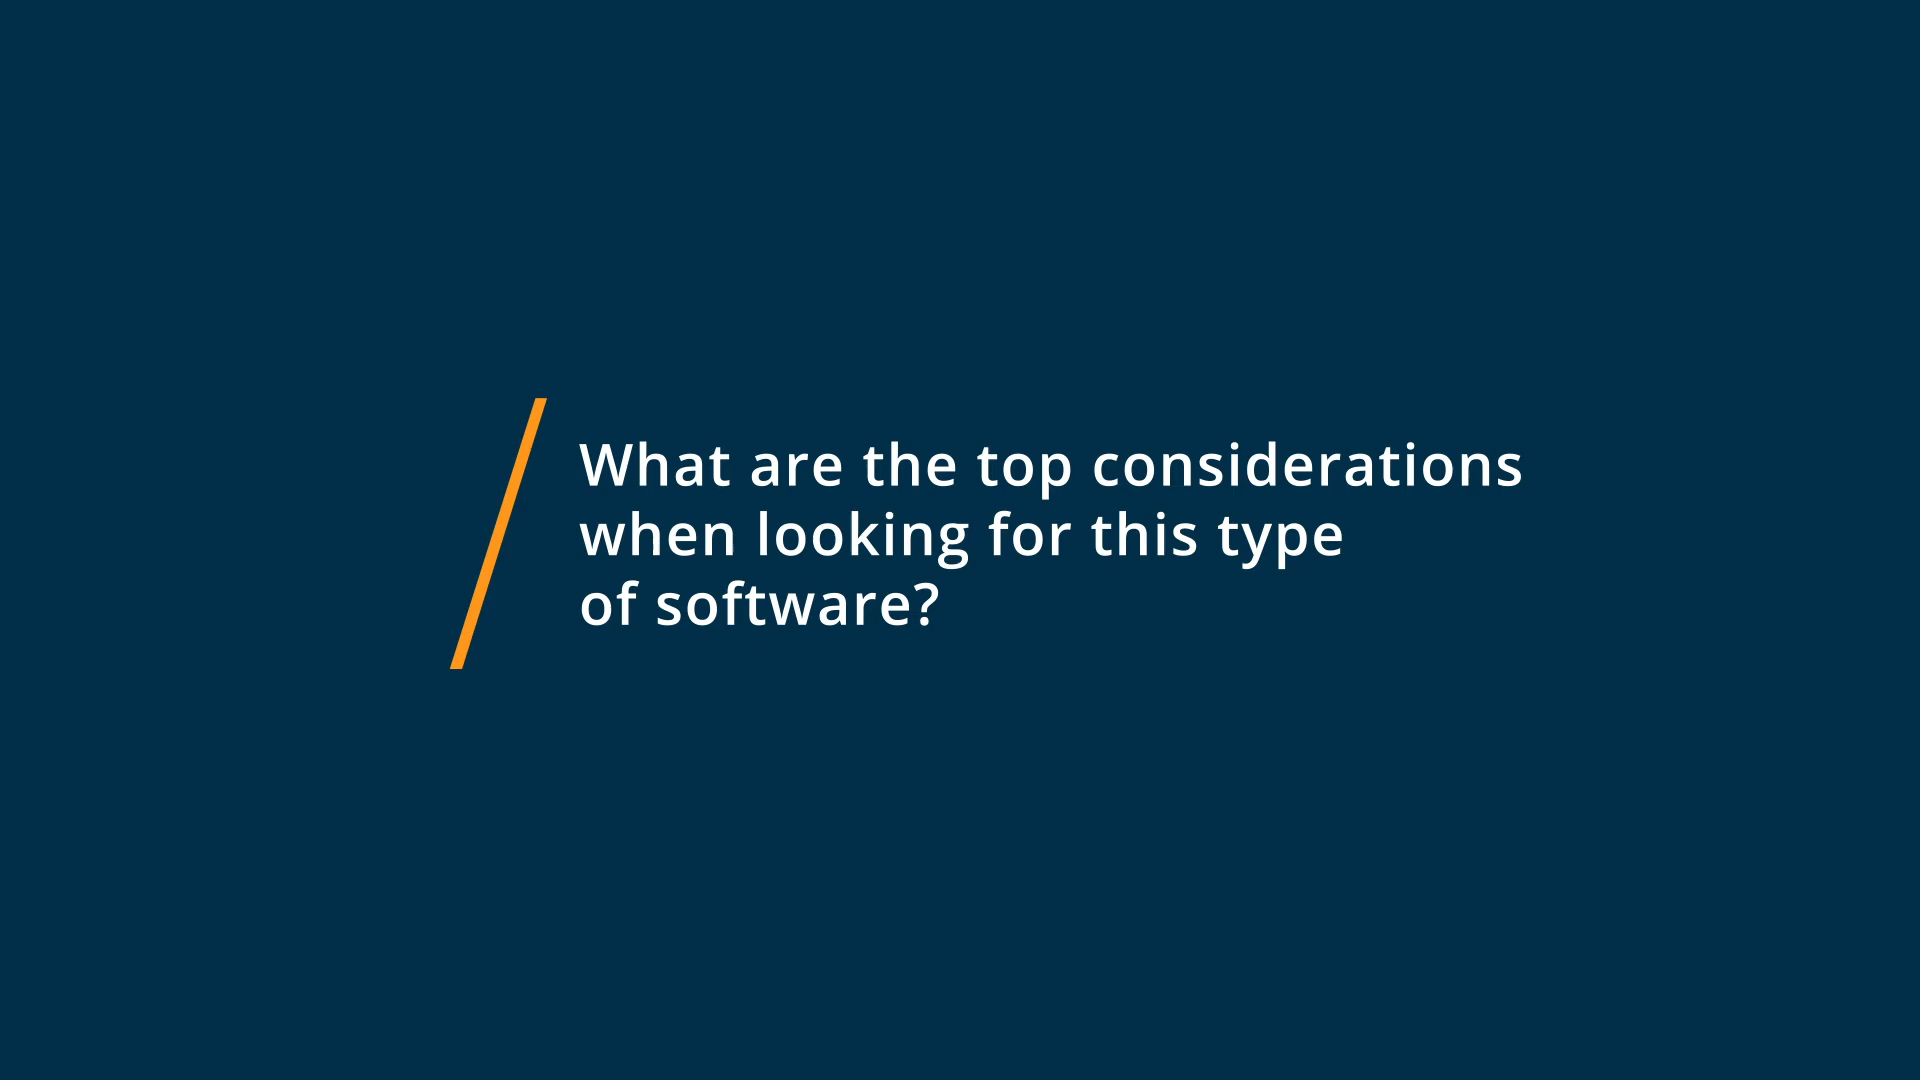 What are the top considerations
when looking for this type
of software?